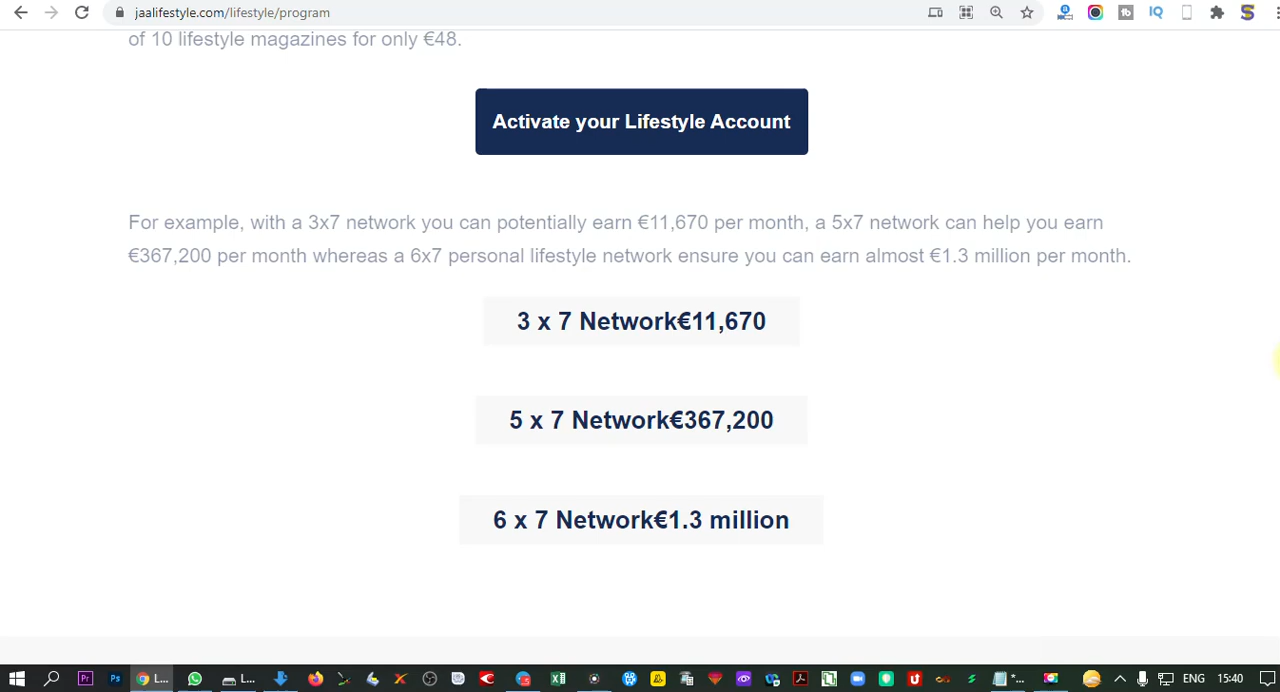 jaalifestyle.com/lifestyle/program
of 10 lifestyle magazines for only €48.
Activate your Lifestyle Account
For example, with a 3x7 network you can potentially earn €11,670 per month, a 5x7 network can help you earn
€367,200 per month whereas a 6x7 personal lifestyle network ensure you can earn almost €1.3 million per month.
3 x 7 Network€11,670
5 x 7 Network€367,200
6 x 7 Network€1.3 million
L... L... ENG 15:40